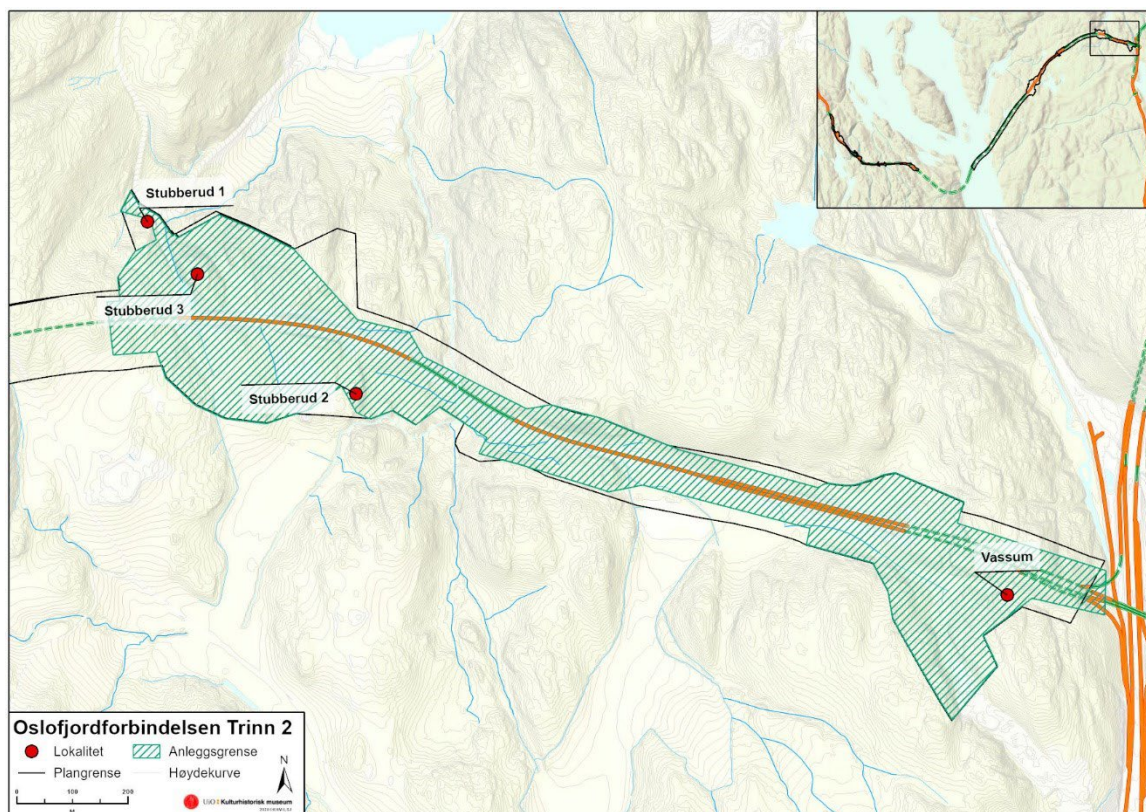 Stubberud 1
Stubberud 3
Stubberud 2
Vassum
Oslofjordforbindelsen Trinn 2
Lokalitet
Anleggsgrense
Plangrense
Høydekurve
N
0 100 200
M
UiO Kulturhistorisk museum